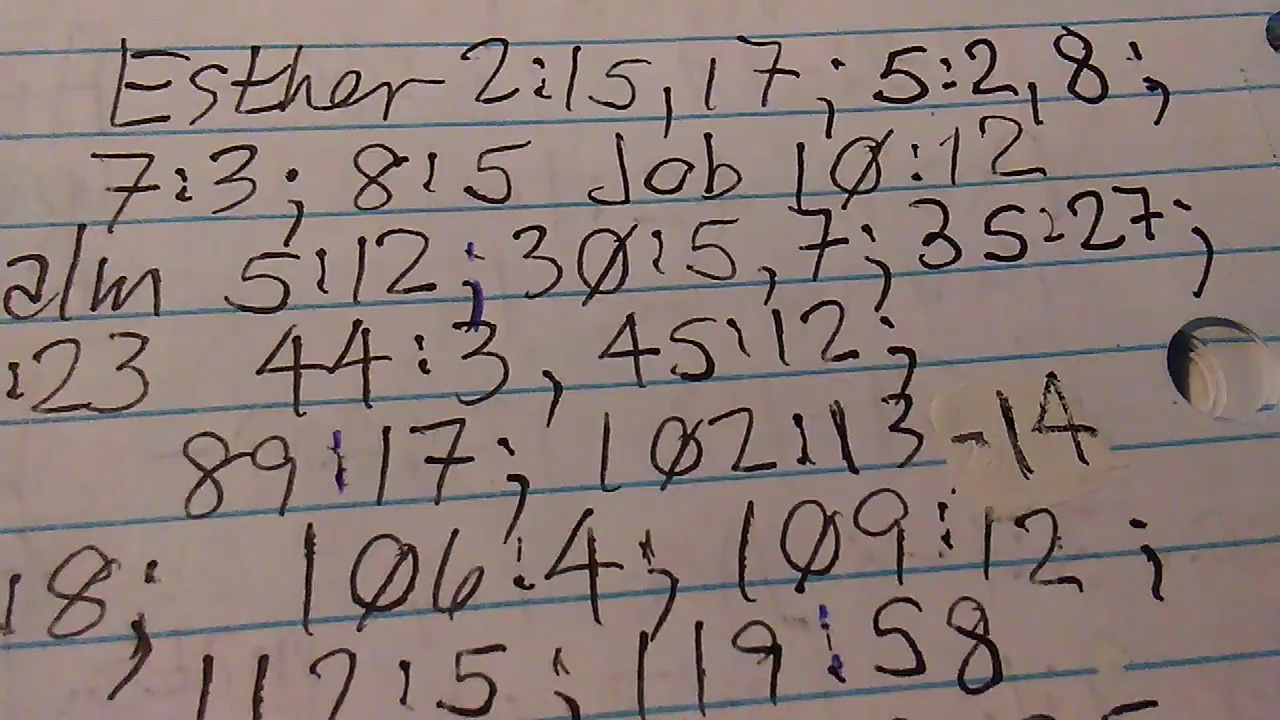 Esther 2:15,17; 5:2,8;
7:3; 8:5 Job 10:12
alm 5:12; 30:5,7; 35:27;
:23 44:3, 45:12;
89:17; 102:13-14
18; 106:4; 109:12;
112:5; 119:58